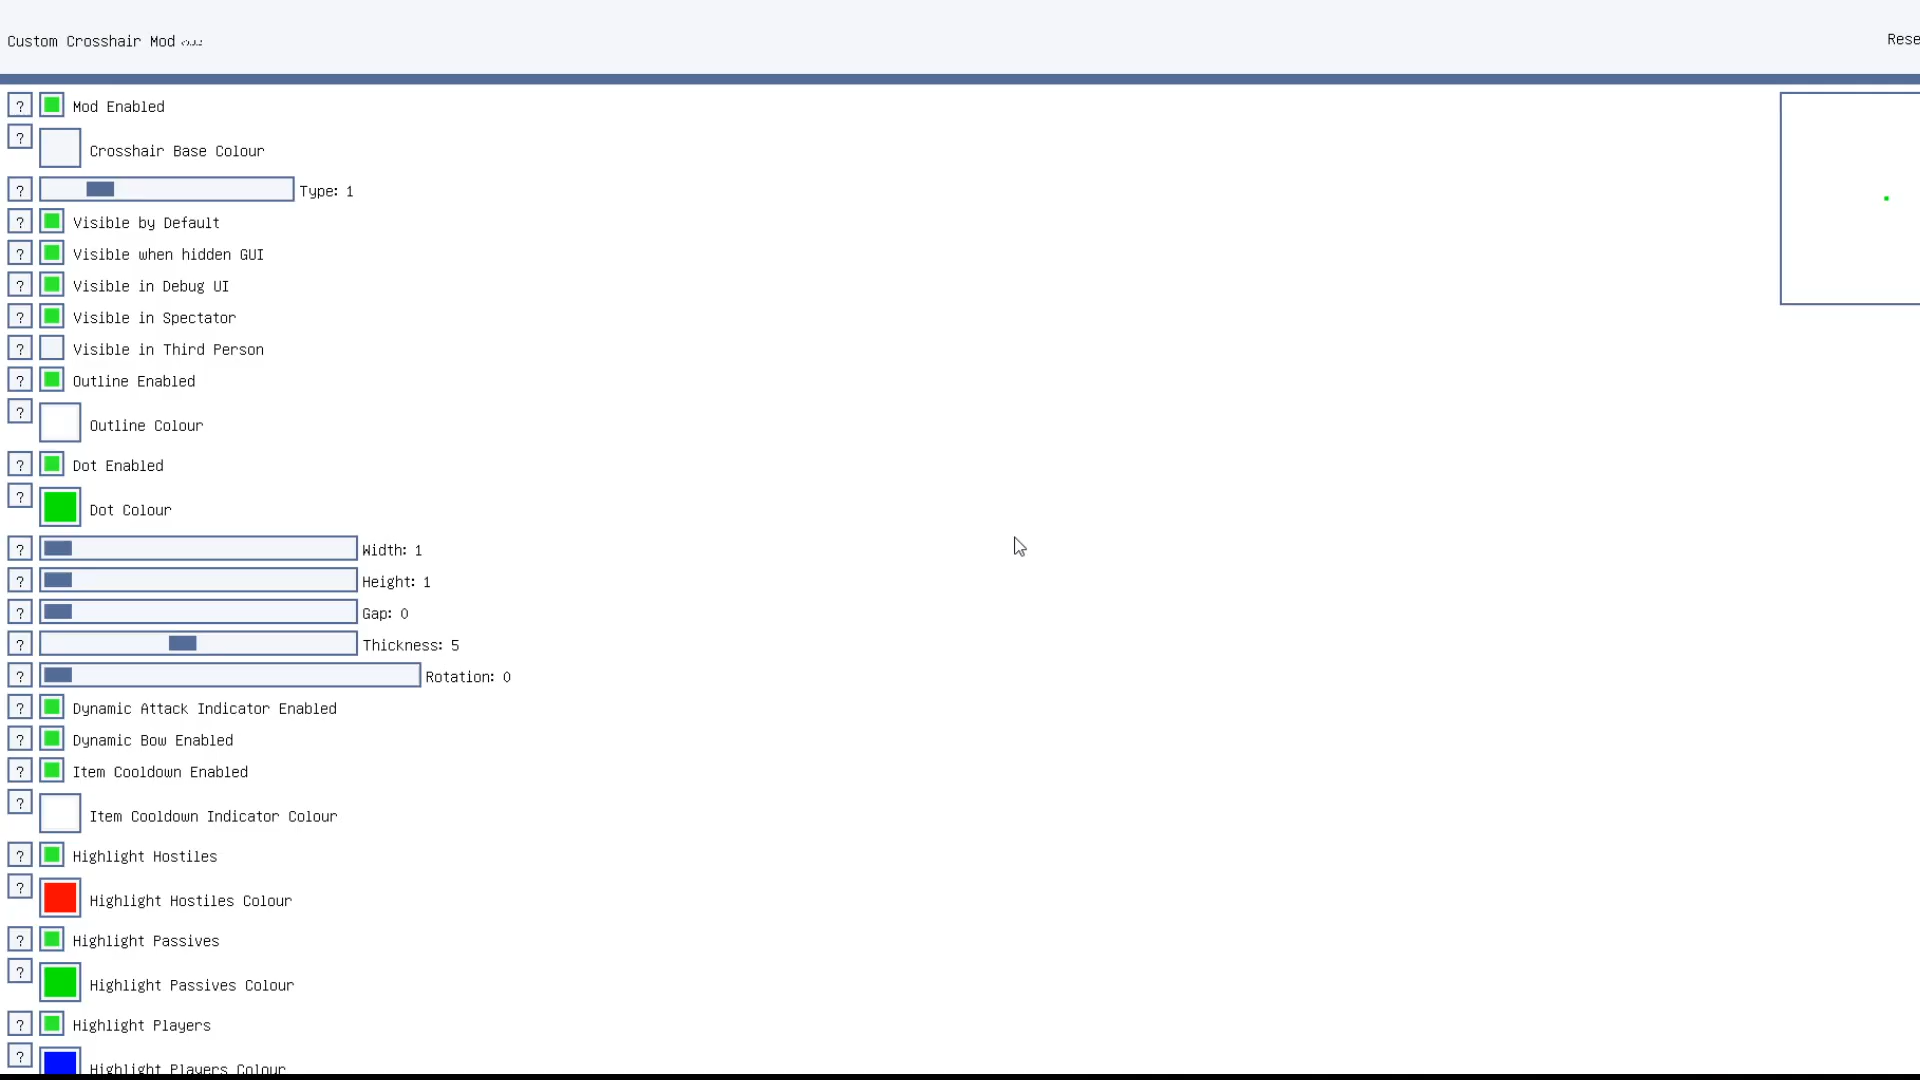 Custom Crosshair Mod
Rese
? Mod Enabled
? Crosshair Base Colour
? Type: 1
? Visible by Default
? Visible when hidden GUI
? Visible in Debug UI
? Visible in Spectator
? Visible in Third Person
? Outline Enabled
? Outline Colour
? Dot Enabled
? Dot Colour
? Width: 1
? Height: 1
? Gap: 0
? Thickness: 5
? Rotation: 0
? Dynamic Attack Indicator Enabled
? Dynamic Bow Enabled
? Item Cooldown Enabled
? Item Cooldown Indicator Colour
? Highlight Hostiles
? Highlight Hostiles Colour
? Highlight Passives
? Highlight Passives Colour
? Highlight Players
? Highlight Players Colour